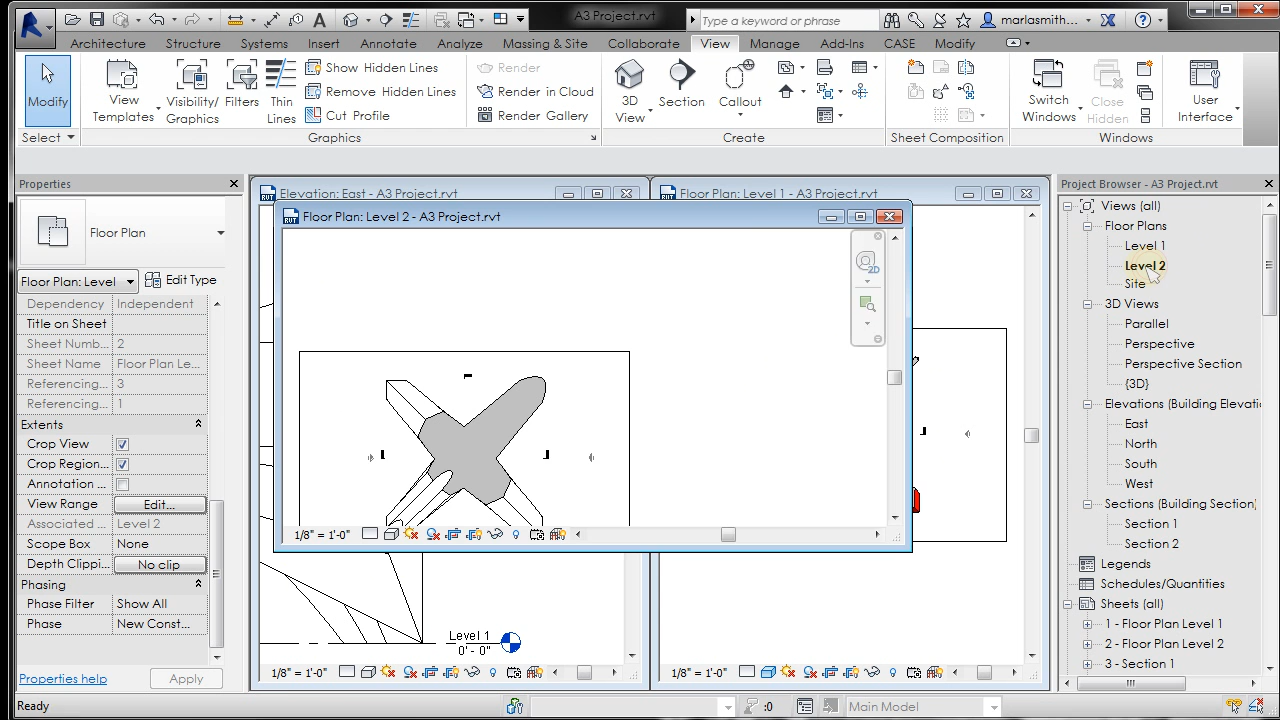 A3 Project.rvt
Type a keyword or phrase
marlasmith...
Architecture Structure Systems Insert Annotate Analyze Massing & Site Collaborate View Manage Add-Ins CASE Modify
Modify
View Templates
Visibility/ Graphics
Filters
Thin Lines
Show Hidden Lines
Remove Hidden Lines
Cut Profile
Render
Render in Cloud
Render Gallery
3D View
Section
Callout
Switch Windows
Close Hidden
User Interface
Select Graphics Create Sheet Composition Windows
Properties
Floor Plan
Floor Plan: Level
Edit Type
Dependency Independent
Title on Sheet
Sheet Numb... 2
Sheet Name Floor Plan Le...
Referencing... 3
Referencing... 1
Extents
Crop View
Crop Region...
Annotation ...
View Range Edit...
Associated ... Level 2
Scope Box None
Depth Clippi... No clip
Phasing
Phase Filter Show All
Phase New Const...
Properties help Apply
Elevation: East - A3 Project.rvt
Floor Plan: Level 1 - A3 Project.rvt
Floor Plan: Level 2 - A3 Project.rvt
2D
1/8" = 1'-0"
Level 1
0' - 0"
1/8" = 1'-0"
1/8" = 1'-0"
Project Browser - A3 Project.rvt
Views (all)
Floor Plans
Level 1
Level 2
Site
3D Views
Parallel
Perspective
Perspective Section
{3D}
Elevations (Building Elevatio
East
North
South
West
Sections (Building Section)
Section 1
Section 2
Legends
Schedules/Quantities
Sheets (all)
1 - Floor Plan Level 1
2 - Floor Plan Level 2
3 - Section 1
Ready
:0
Main Model